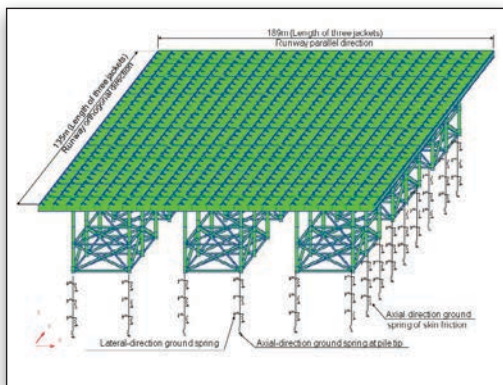 189m (Length of three jackets)
Runway parallel direction
135m (Length of three jackets)
Runway orthogonal direction
Axial direction ground
spring of skin friction
Lateral-direction ground spring
Axial-direction ground spring at pile tip